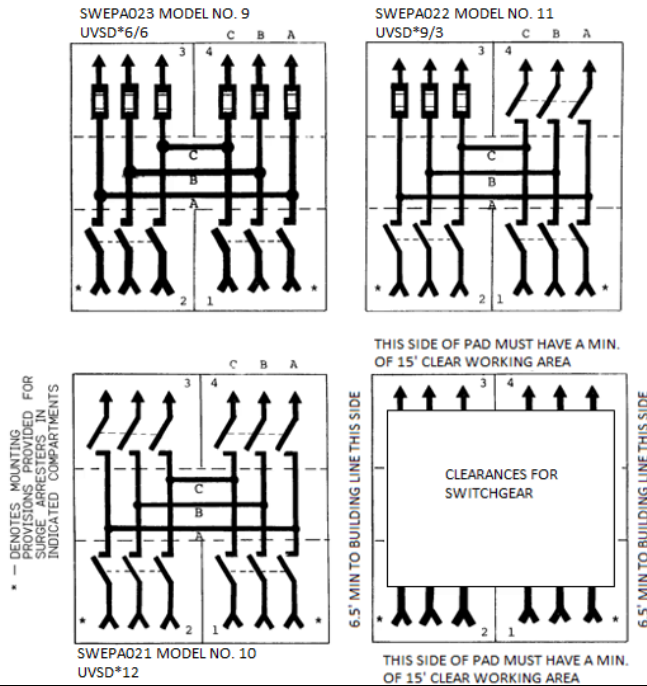 SWEPA023 MODEL NO. 9
UVSD*6/6
C B A
3 4
C
B
A
* *
2 1
SWEPA022 MODEL NO. 11
UVSD*9/3
C B A
3 4
C
B
A
* *
2 1
* — DENOTES MOUNTING
PROVISIONS PROVIDED FOR
SURGE ARRESTERS IN
INDICATED COMPARTMENTS
C B A
3 4
C
B
A
* *
2 1
SWEPA021 MODEL NO. 10
UVSD*12
THIS SIDE OF PAD MUST HAVE A MIN.
OF 15' CLEAR WORKING AREA
6.5' MIN TO BUILDING LINE THIS SIDE
3 4
CLEARANCES FOR
SWITCHGEAR
* *
2 1
6.5' MIN TO BUILDING LINE THIS SIDE
THIS SIDE OF PAD MUST HAVE A MIN.
OF 15' CLEAR WORKING AREA